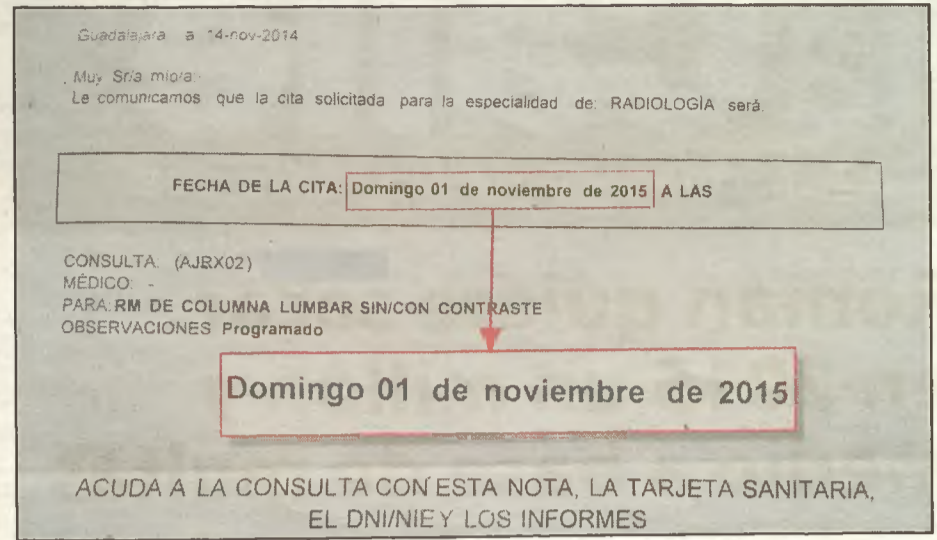 Guadalajara a 14-nov-2014
Muy Sr/a mio/a:
Le comunicamos que la cita solicitada para la especialidad de: RADIOLOGÍA será.
FECHA DE LA CITA: Domingo 01 de noviembre de 2015 A LAS
CONSULTA: (AJRX02)
MÉDICO: -
PARA: RM DE COLUMNA LUMBAR SIN/CON CONTRASTE
OBSERVACIONES Programado
Domingo 01 de noviembre de 2015
ACUDA A LA CONSULTA CON ESTA NOTA, LA TARJETA SANITARIA,
EL DNI/NIE Y LOS INFORMES